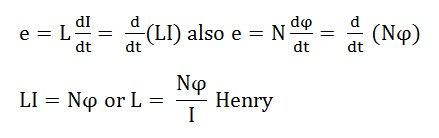 e = L dI/dt = d/dt (LI) also e = N dφ/dt = d/dt (Nφ)
LI = Nφ or L = Nφ/I Henry